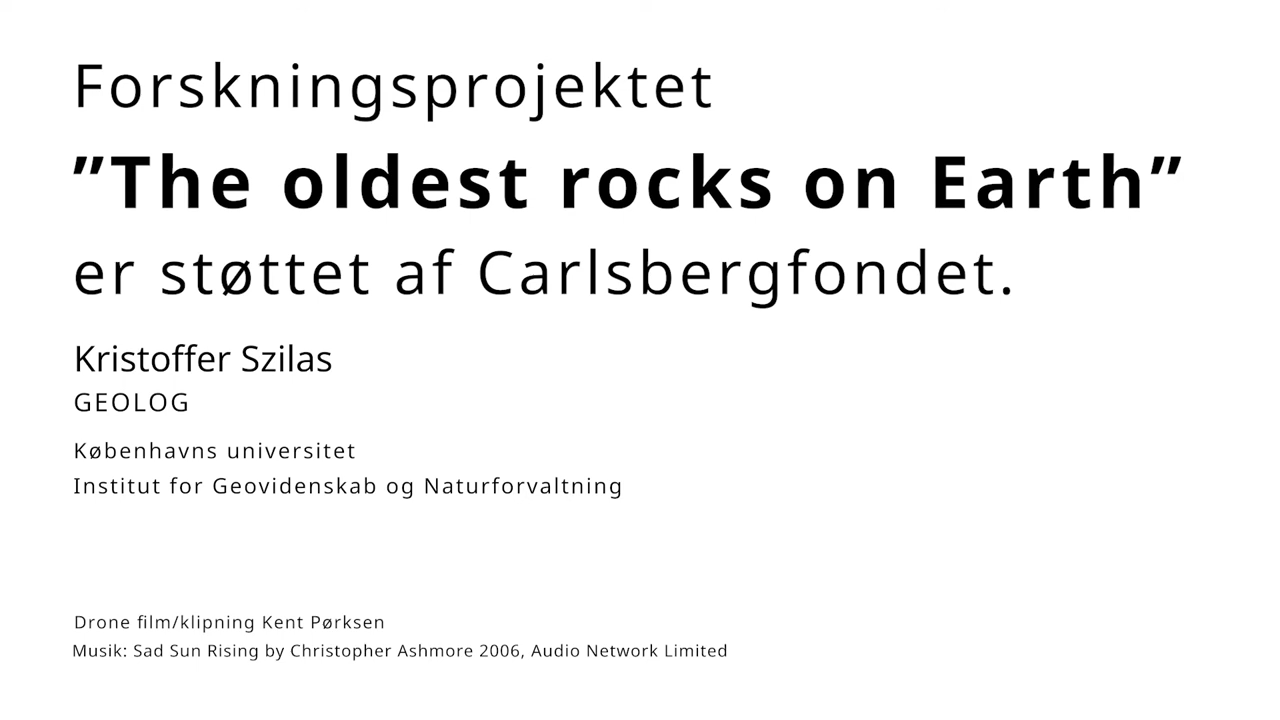 Forskningsprojektet
”The oldest rocks on Earth”
er støttet af Carlsbergfondet.
Kristoffer Szilas
GEOLOG
Københavns universitet
Institut for Geovidenskab og Naturforvaltning
Drone film/klipning Kent Pørksen
Musik: Sad Sun Rising by Christopher Ashmore 2006, Audio Network Limited